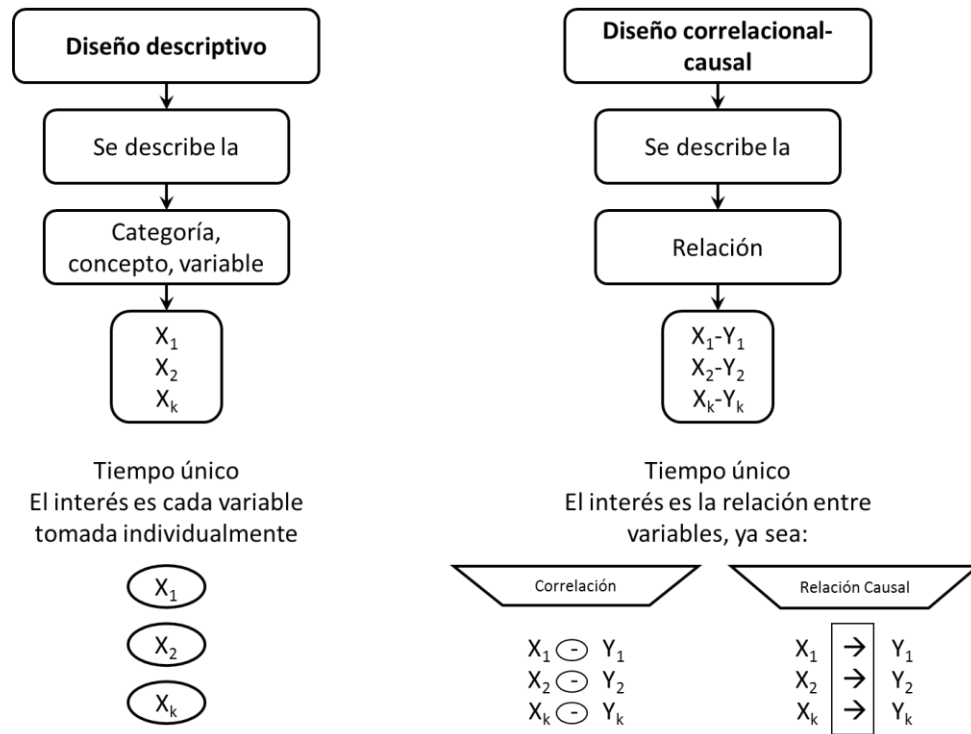 Diseño descriptivo
Se describe la
Categoría,
concepto, variable
X₁
X₂
Xₖ
Tiempo único
El interés es cada variable
tomada individualmente
X₁
X₂
Xₖ
Diseño correlacional-
causal
Se describe la
Relación
X₁-Y₁
X₂-Y₂
Xₖ-Yₖ
Tiempo único
El interés es la relación entre
variables, ya sea:
Correlación
X₁ - Y₁
X₂ - Y₂
Xₖ - Yₖ
Relación Causal
X₁ → Y₁
X₂ → Y₂
Xₖ → Yₖ